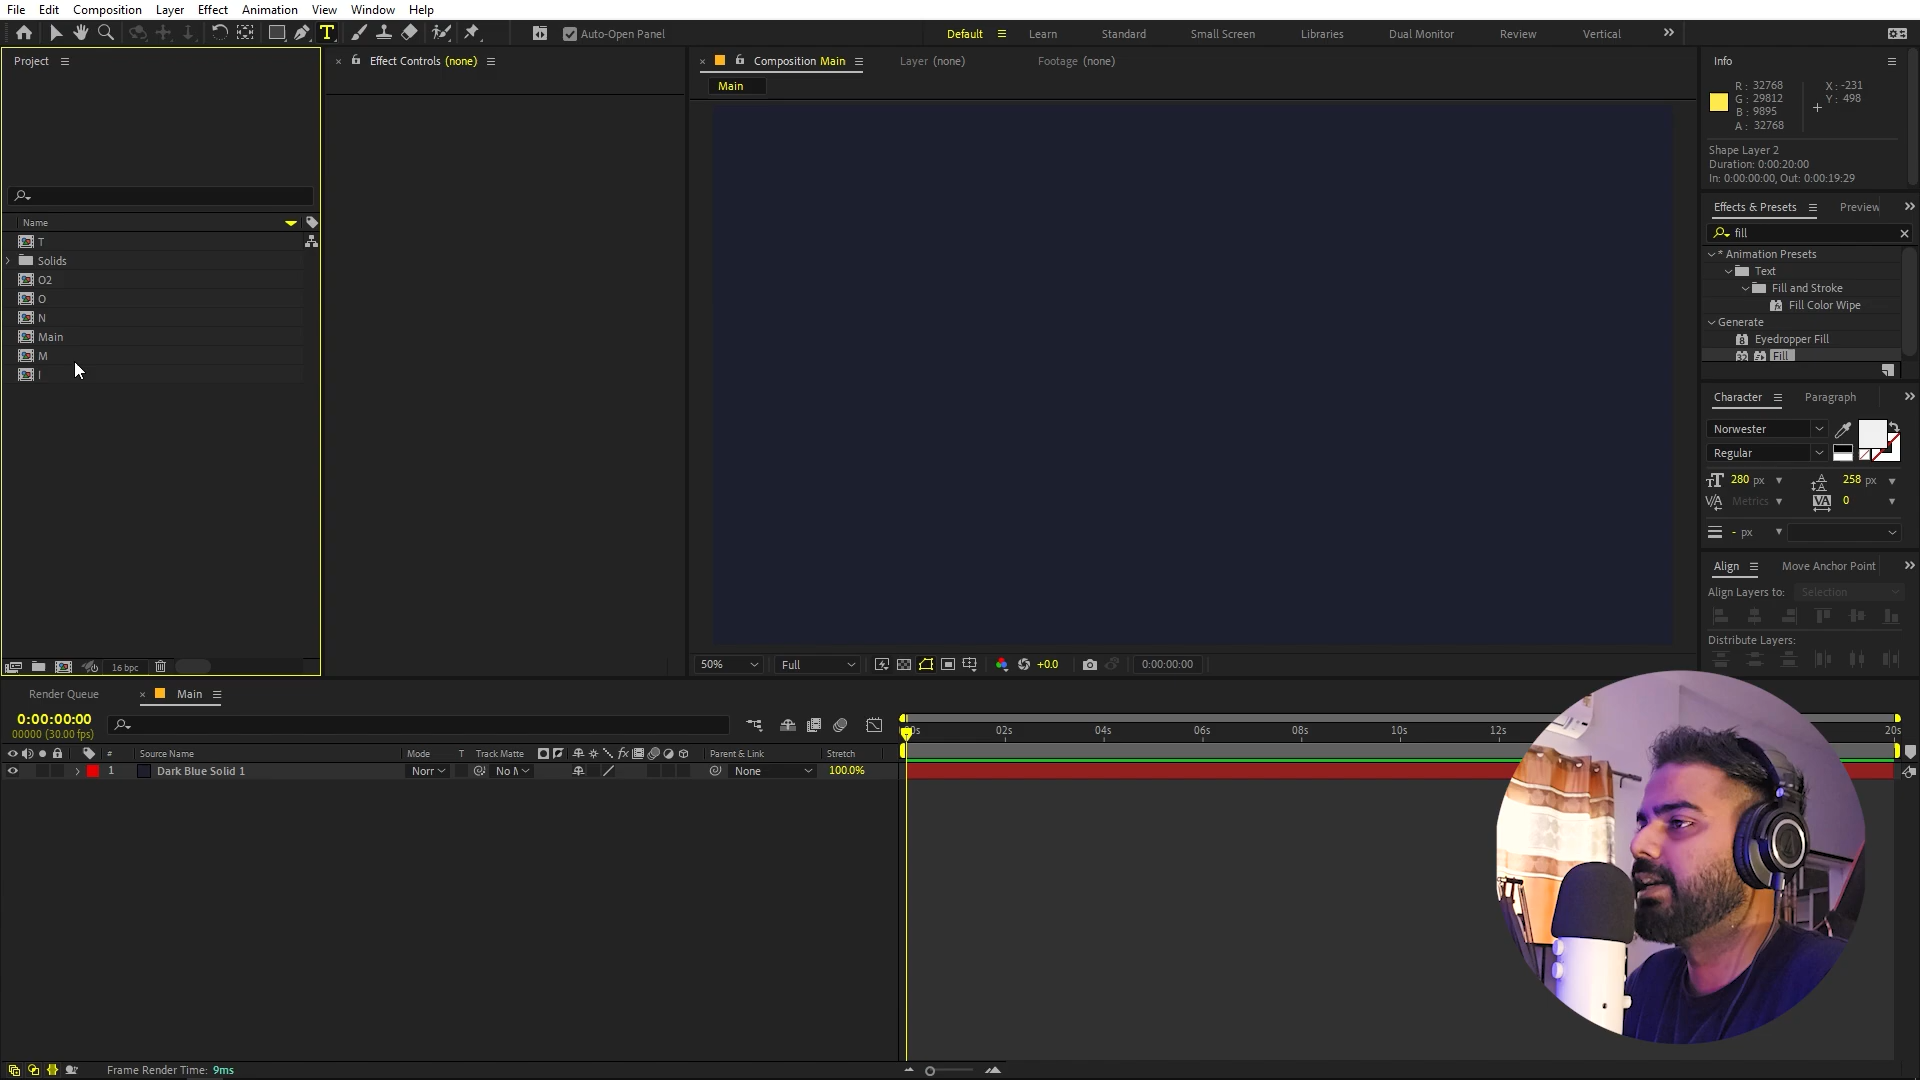 File Edit Composition Layer Effect Animation View Window Help
Auto-Open Panel
Default Learn Standard Small Screen Libraries Dual Monitor Review Vertical
Project
Effect Controls (none)
Composition Main
Layer (none)
Footage (none)
Main
Info
R: 32768
G: 29812
B: 9895
A: 32768
X: -231
Y: 498
Shape Layer 2
Duration: 0:00:20:00
In: 0:00:00:00, Out: 0:00:19:29
Effects & Presets Preview
fill
* Animation Presets
Text
Fill and Stroke
Fill Color Wipe
Generate
Eyedropper Fill
Fill
Name
T
Solids
O2
O
N
Main
M
I
Character Paragraph
Norwester
Regular
280 px
258 px
Metrics
0
- px
Align Move Anchor Point
Align Layers to: Selection
Distribute Layers:
16 bpc
50% Full +0.0 0:00:00:00
Render Queue
Main
0:00:00:00
00000 (30.00 fps)
# Source Name Mode T Track Matte fx Parent & Link Stretch
1 Dark Blue Solid 1 Norr No M None 100.0%
02s 04s 06s 08s 10s 12s 20s
Frame Render Time: 9ms